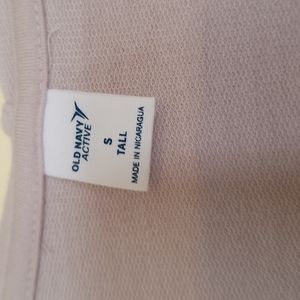 OLD NAVY
ACTIVE
S
TALL
MADE IN NICARAGUA